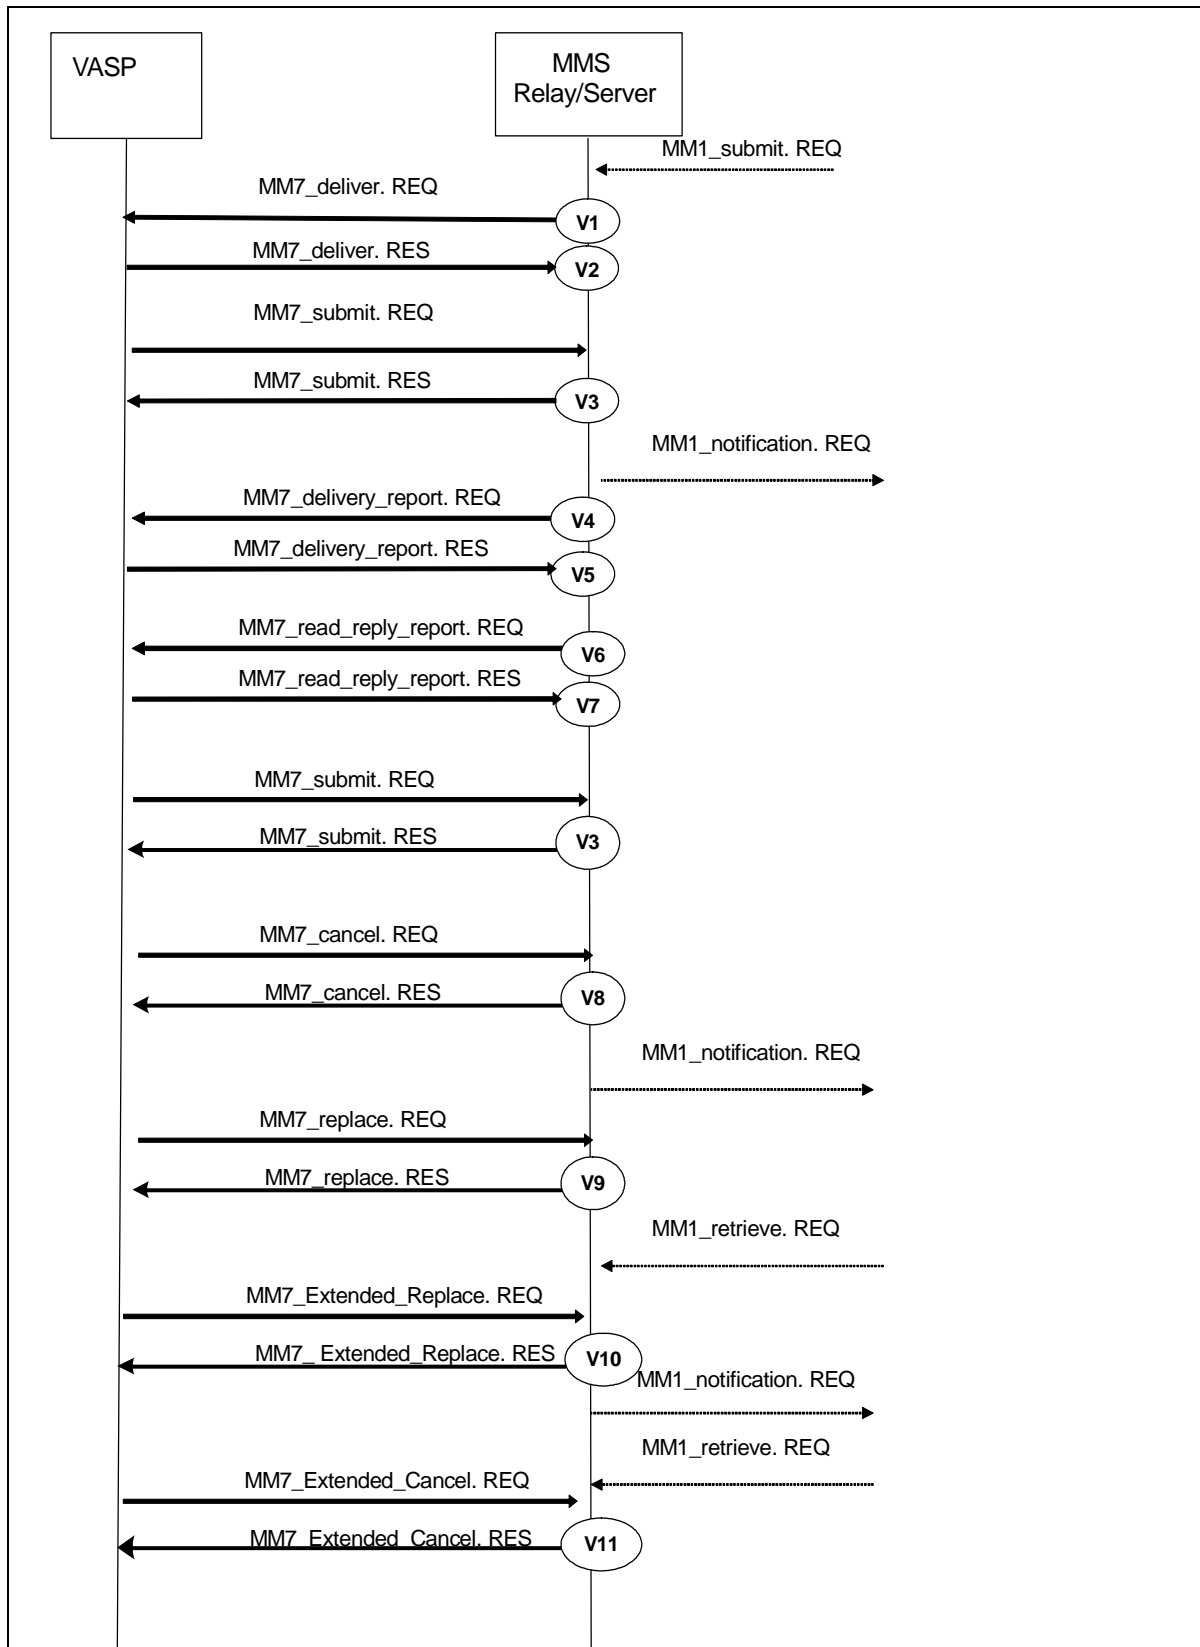 VASP
MMS
Relay/Server
MM1_submit. REQ
MM7_deliver. REQ
V1
MM7_deliver. RES
V2
MM7_submit. REQ
MM7_submit. RES
V3
MM1_notification. REQ
MM7_delivery_report. REQ
V4
MM7_delivery_report. RES
V5
MM7_read_reply_report. REQ
V6
MM7_read_reply_report. RES
V7
MM7_submit. REQ
MM7_submit. RES
V3
MM7_cancel. REQ
MM7_cancel. RES
V8
MM1_notification. REQ
MM7_replace. REQ
MM7_replace. RES
V9
MM1_retrieve. REQ
MM7_Extended_Replace. REQ
MM7_ Extended_Replace. RES
V10
MM1_notification. REQ
MM1_retrieve. REQ
MM7_Extended_Cancel. REQ
MM7_Extended_Cancel. RES
V11